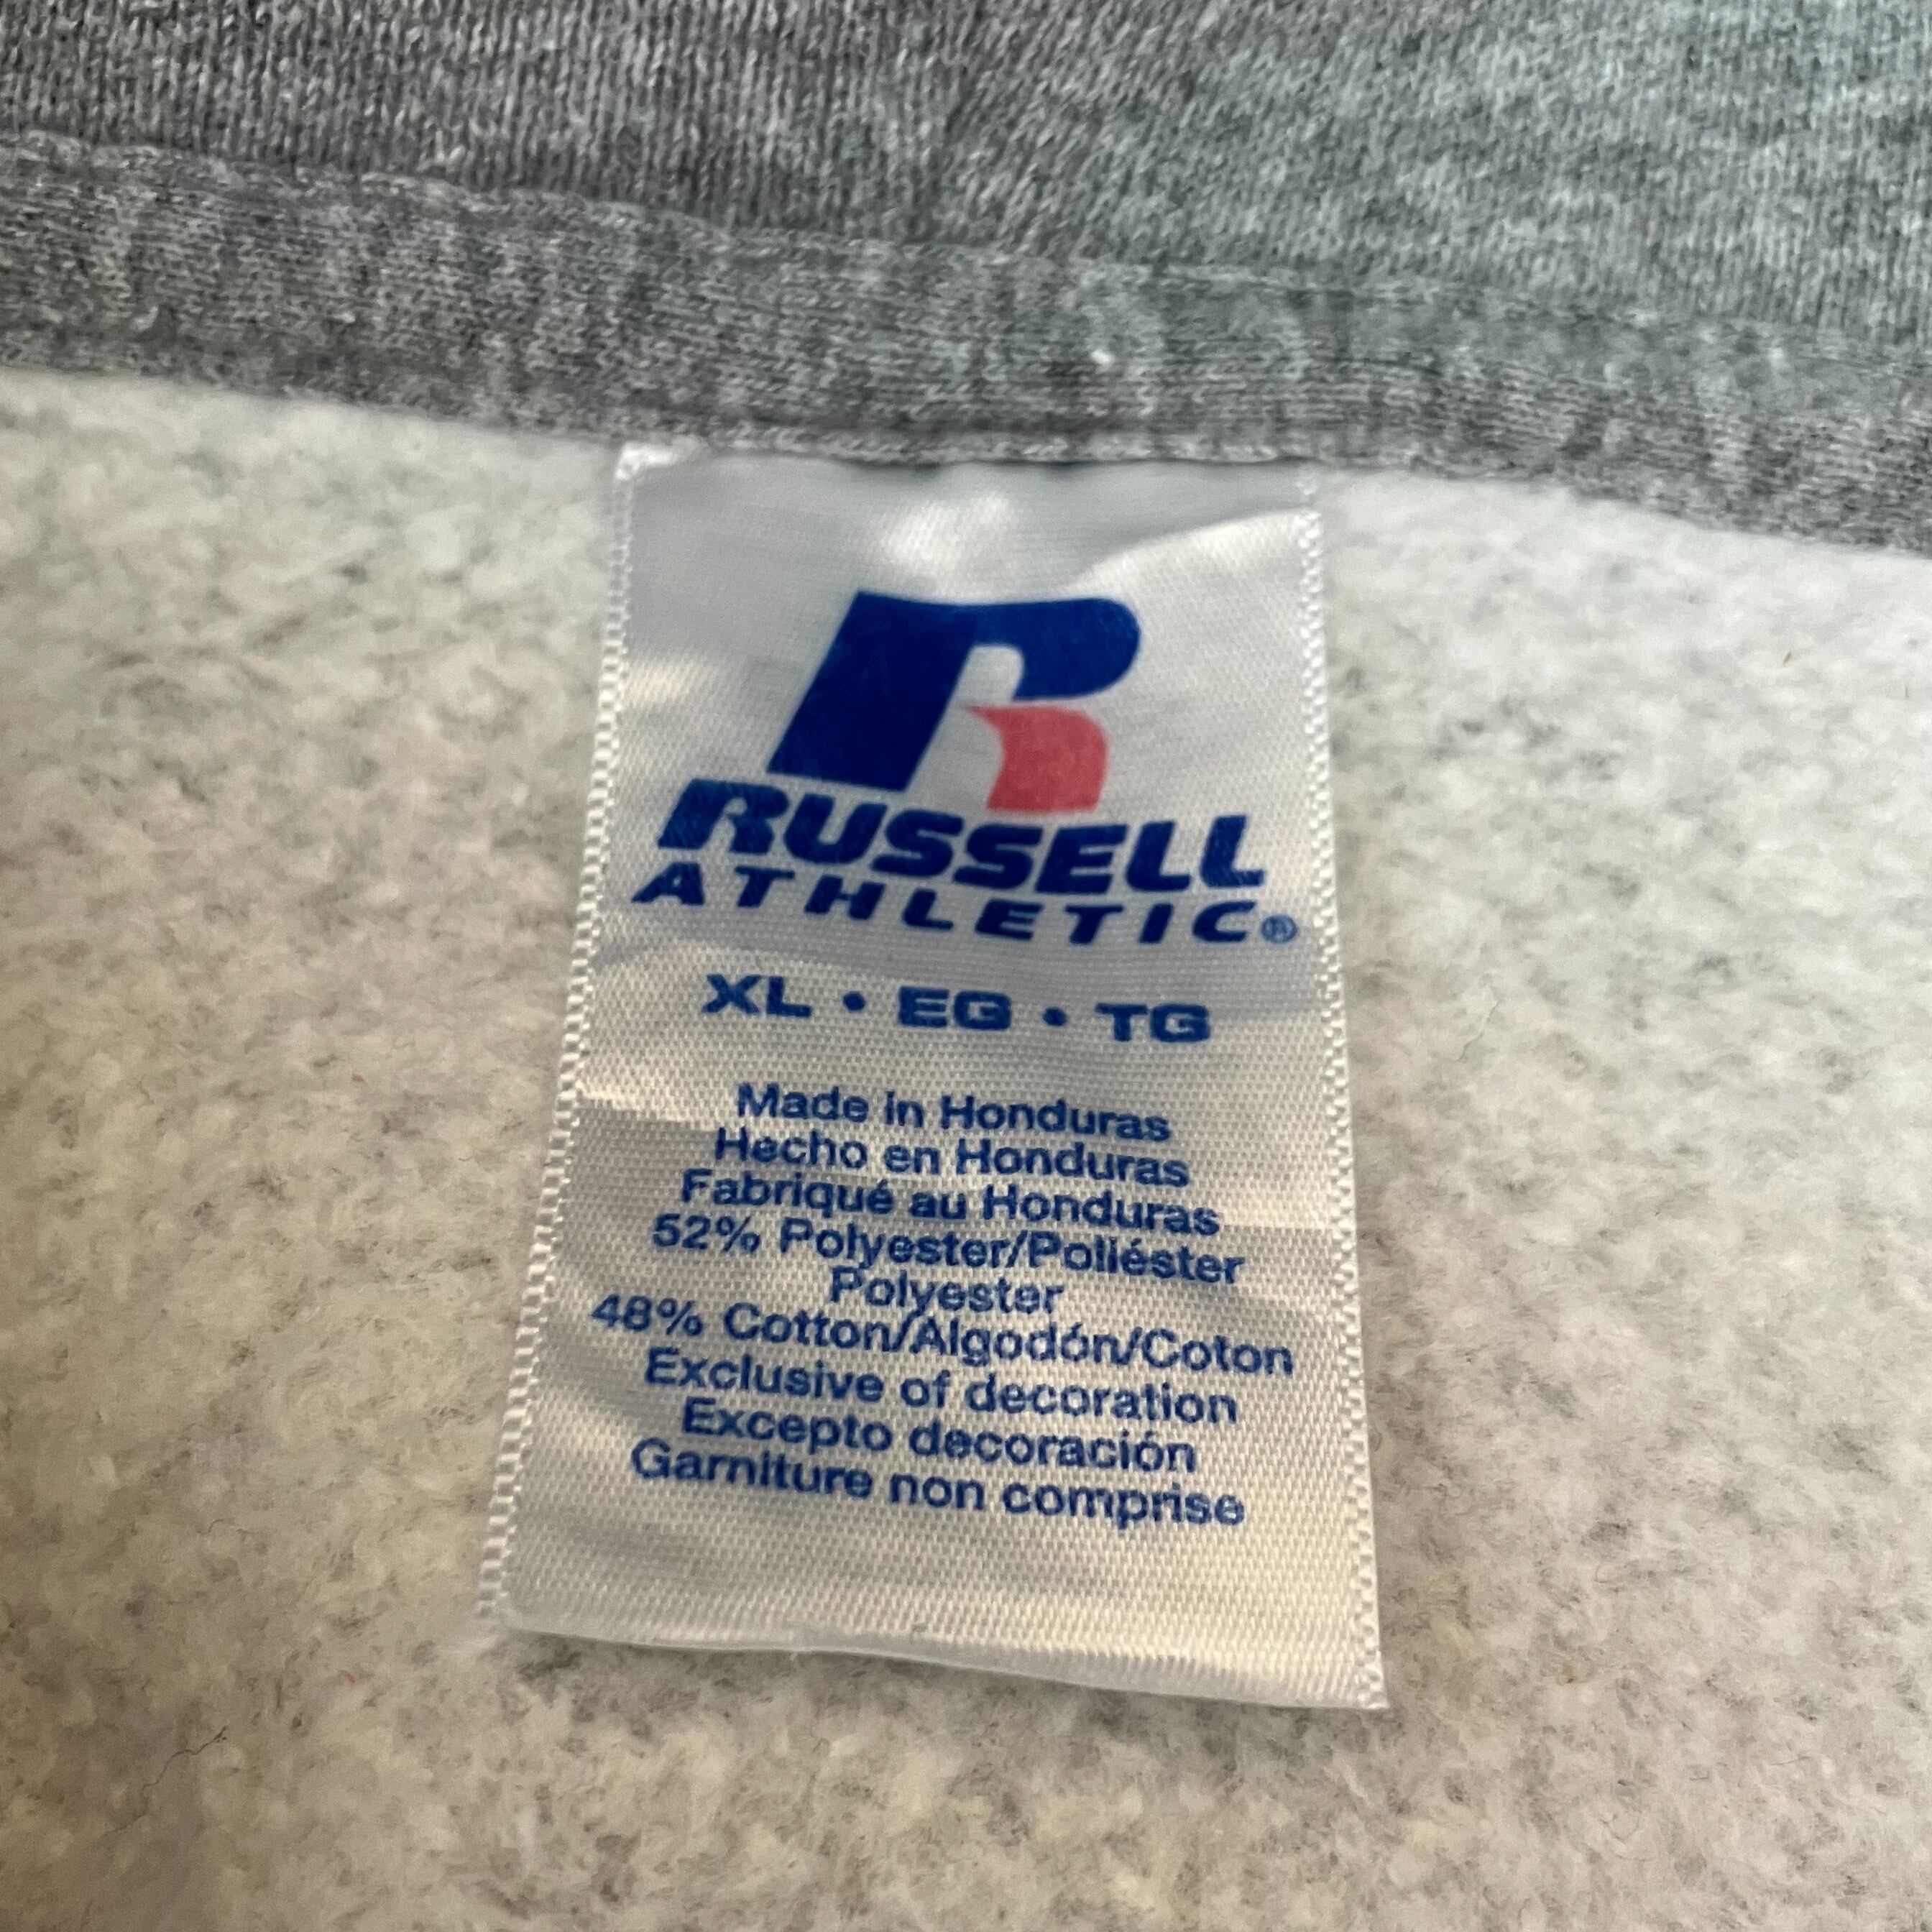 R
RUSSELL
ATHLETIC®
XL • EG • TG
Made in Honduras
Hecho en Honduras
Fabriqué au Honduras
52% Polyester/Poliéster
Polyester
48% Cotton/Algodón/Coton
Exclusive of decoration
Excepto decoración
Garniture non comprise